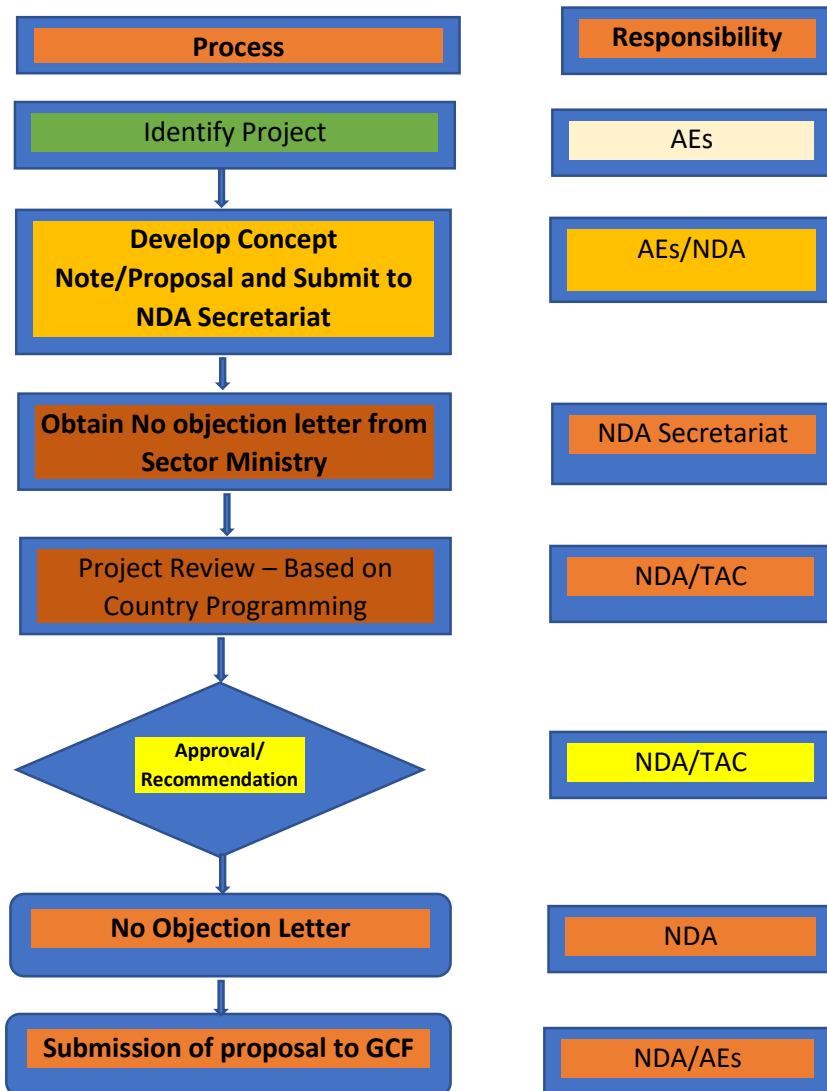 Process
Responsibility
Identify Project
AEs
Develop Concept
Note/Proposal and Submit to
NDA Secretariat
AEs/NDA
Obtain No objection letter from
Sector Ministry
NDA Secretariat
Project Review – Based on
Country Programming
NDA/TAC
Approval/
Recommendation
NDA/TAC
No Objection Letter
NDA
Submission of proposal to GCF
NDA/AEs